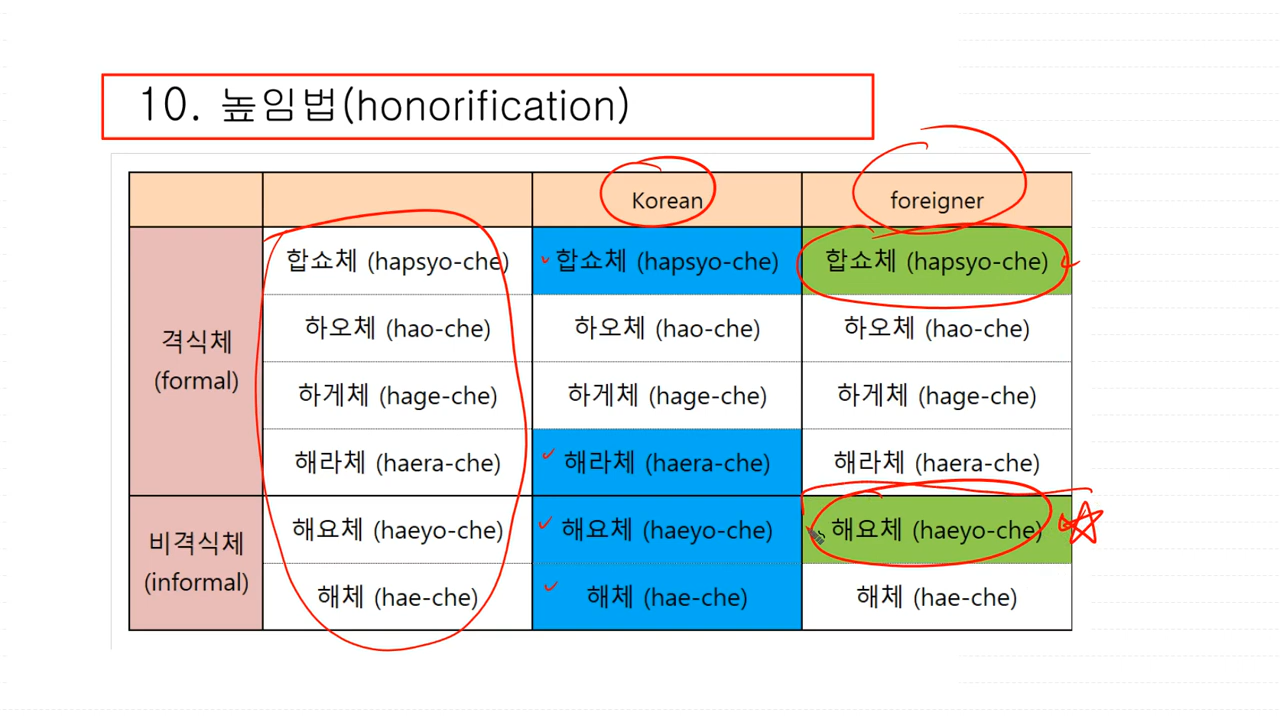 10. 높임법(honorification)
Korean
foreigner
격식체
(formal)
합쇼체 (hapsyo-che)
합쇼체 (hapsyo-che)
합쇼체 (hapsyo-che)
하오체 (hao-che)
하오체 (hao-che)
하오체 (hao-che)
하게체 (hage-che)
하게체 (hage-che)
하게체 (hage-che)
해라체 (haera-che)
해라체 (haera-che)
해라체 (haera-che)
비격식체
(informal)
해요체 (haeyo-che)
해요체 (haeyo-che)
해요체 (haeyo-che)
해체 (hae-che)
해체 (hae-che)
해체 (hae-che)